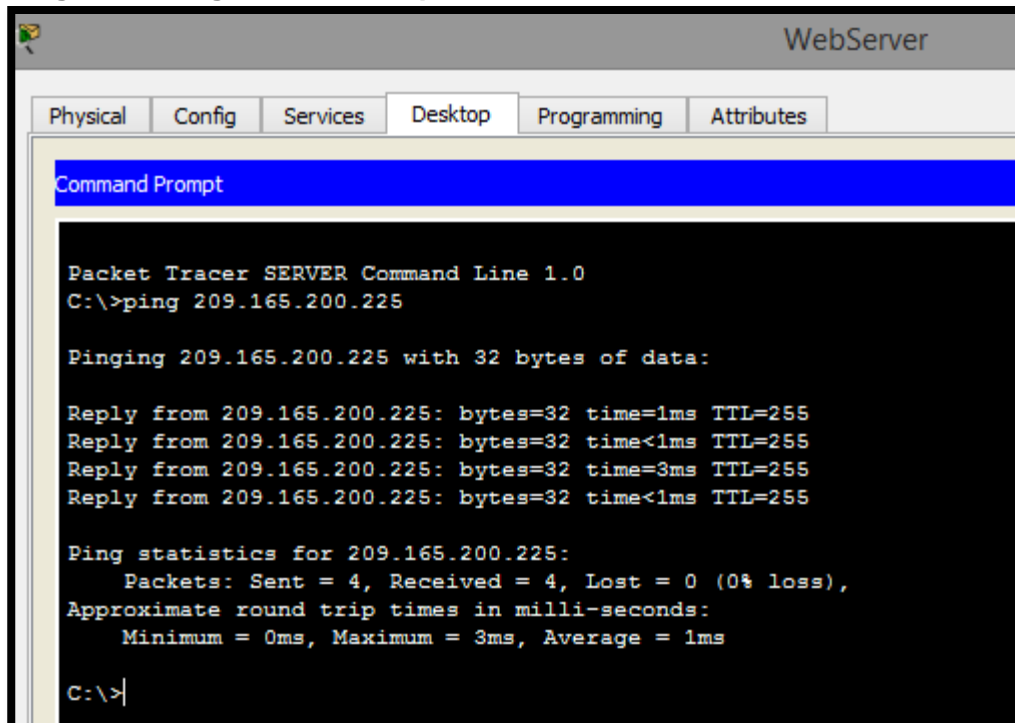 WebServer
Physical Config Services Desktop Programming Attributes
Command Prompt
Packet Tracer SERVER Command Line 1.0
C:\>ping 209.165.200.225
Pinging 209.165.200.225 with 32 bytes of data:
Reply from 209.165.200.225: bytes=32 time=1ms TTL=255
Reply from 209.165.200.225: bytes=32 time<1ms TTL=255
Reply from 209.165.200.225: bytes=32 time=3ms TTL=255
Reply from 209.165.200.225: bytes=32 time<1ms TTL=255
Ping statistics for 209.165.200.225:
Packets: Sent = 4, Received = 4, Lost = 0 (0% loss),
Approximate round trip times in milli-seconds:
Minimum = 0ms, Maximum = 3ms, Average = 1ms
C:\>